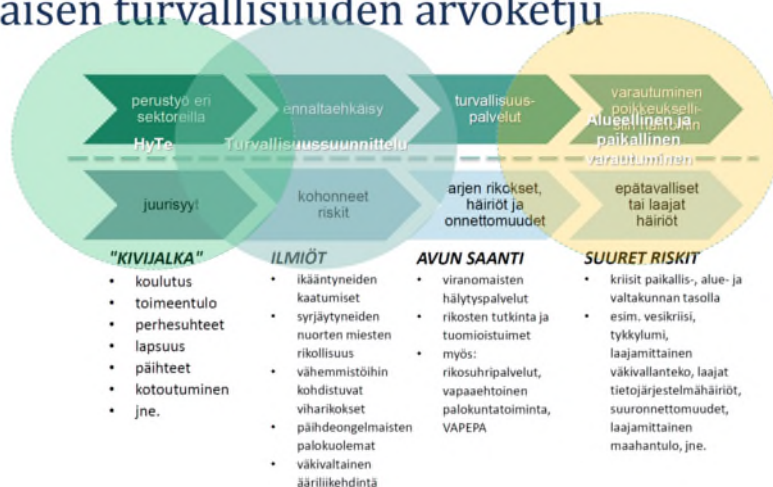 aisen turvallisuuden arvoketju
perustyö eri
sektoreilla
ennaltaehkäisy
turvallisuus-
palvelut
varautuminen
poikkeukselli-
siin
HyTe
Turvallisuussuunnittelu
Alueellinen ja
paikallinen
varautuminen
juurisyyt
kohonneet
riskit
arjen rikokset,
häiriöt ja
onnettomuudet
epätavalliset
tai laajat
häiriöt
"KIVIJALKA"
• koulutus
• toimeentulo
• perhesuhteet
• lapsuus
• päihteet
• kotoutuminen
• jne.
ILMIÖT
• ikääntyneiden
kaatumiset
• syrjäytyneiden
nuorten miesten
rikollisuus
• vähemmistöihin
kohdistuvat
viharikokset
• päihdeongelmaisten
palokuolemat
• väkivaltainen
ääriliikehdintä
AVUN SAANTI
• viranomaisten
hälytyspalvelut
• rikosten tutkinta ja
tuomioistuimet
• myös:
rikosuhripalvelut,
vapaaehtoinen
palokuntatoiminta,
VAPEPA
SUURET RISKIT
• kriisit paikallis-, alue- ja
valtakunnan tasolla
• esim. vesikriisi,
tykkylumi,
laajamittainen
väkivallanteko, laajat
tietojärjestelmähäiriöt,
suuronnettomuudet,
laajamittainen
maahantulo, jne.